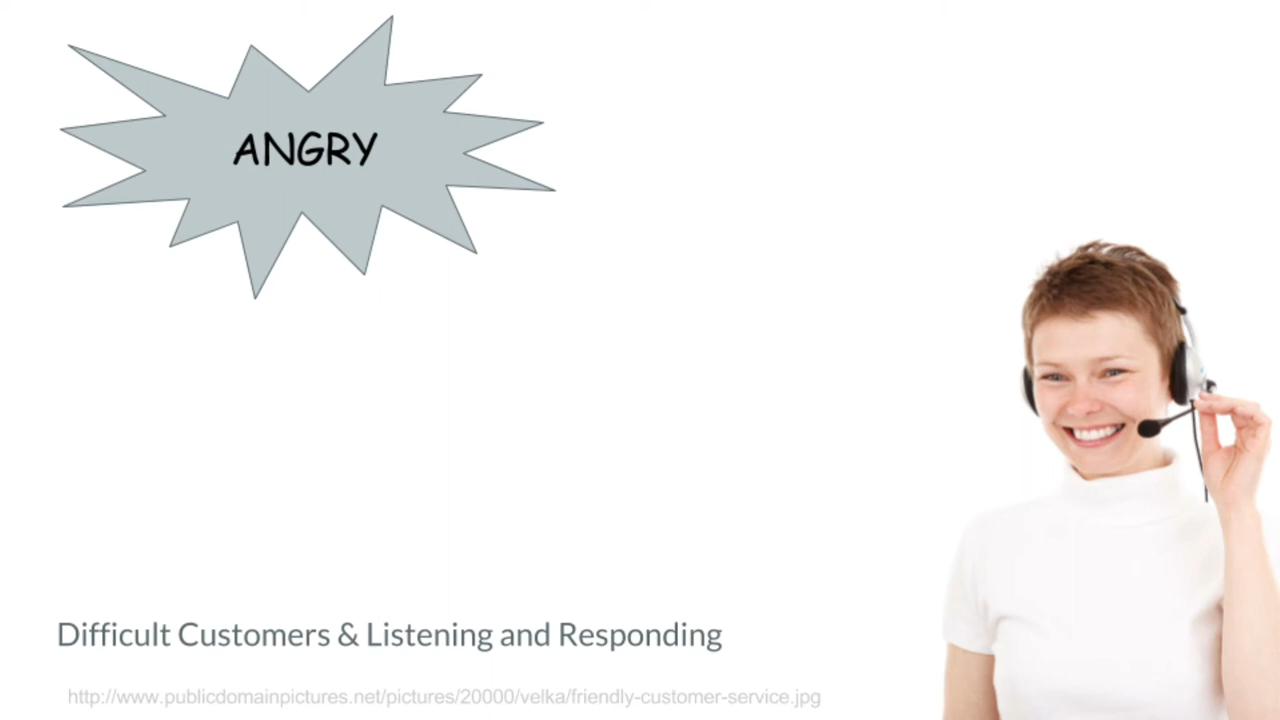 ANGRY
Difficult Customers & Listening and Responding
http://www.publicdomainpictures.net/pictures/20000/velka/friendly-customer-service.jpg